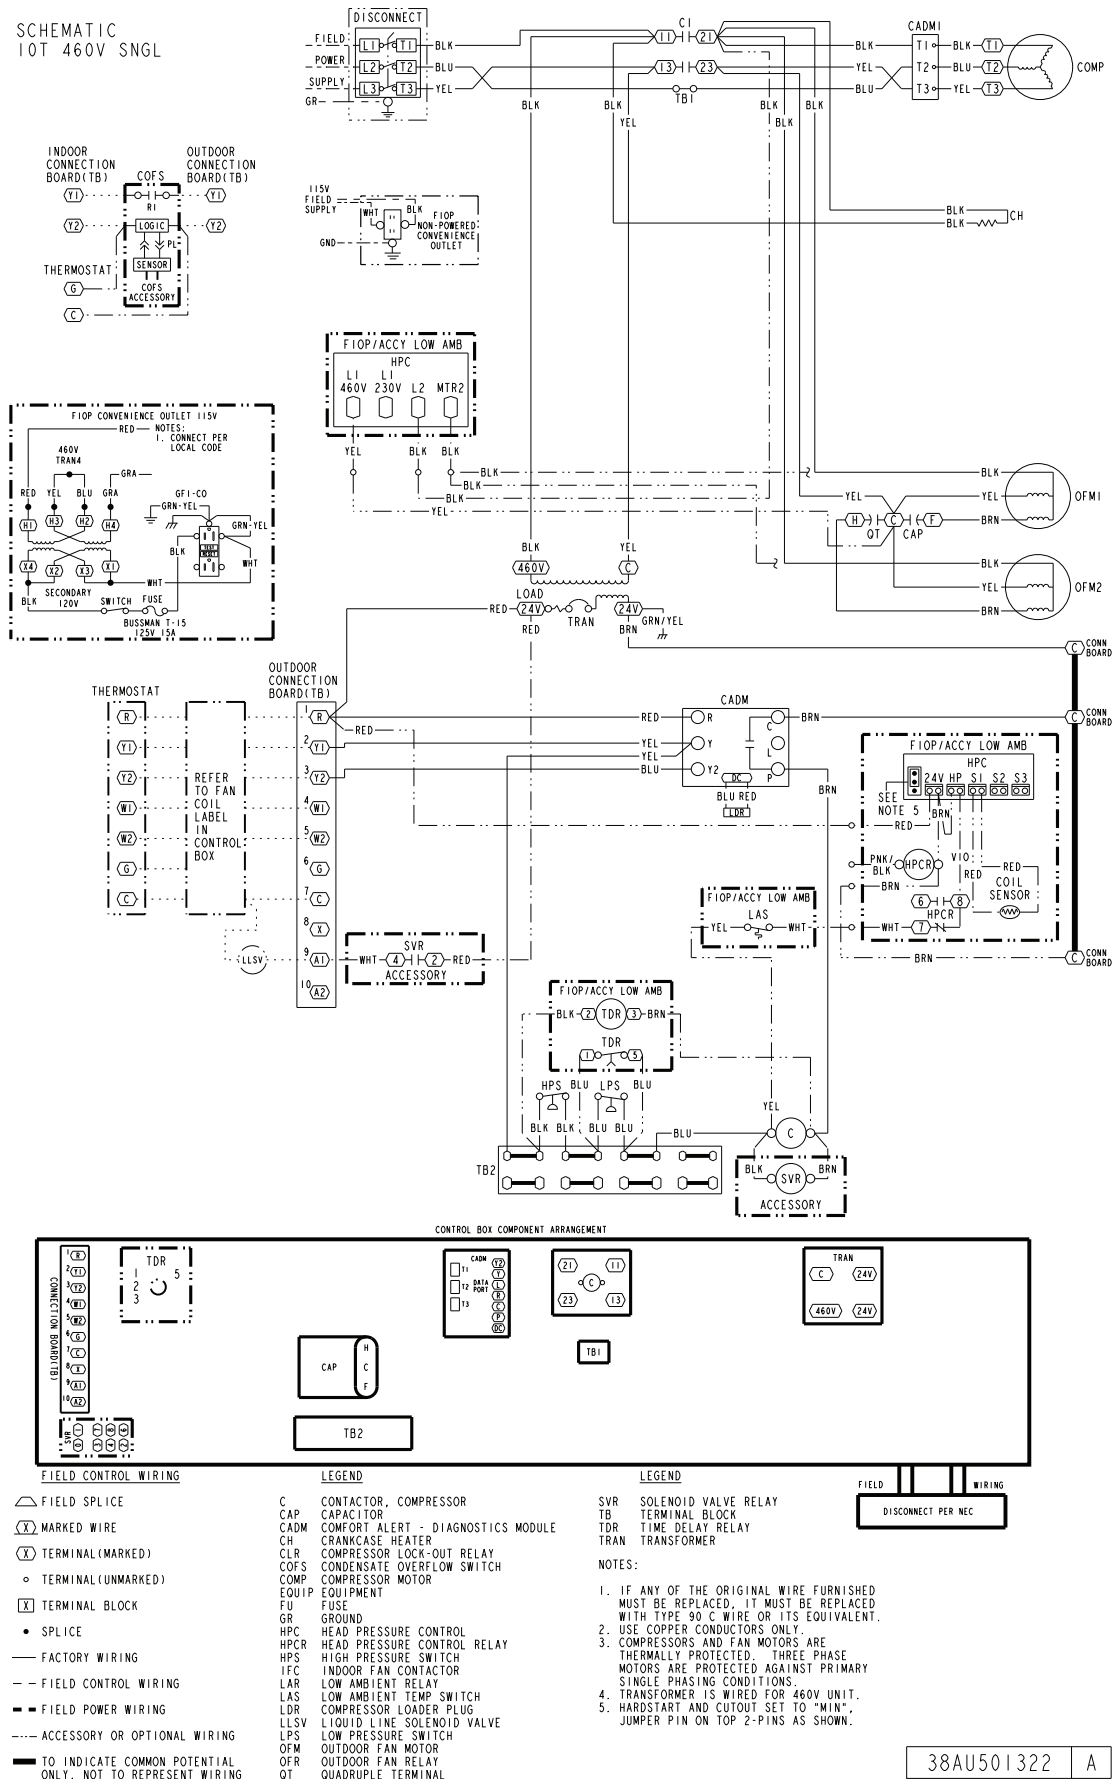 SCHEMATIC
10T 460V SNGL
DISCONNECT
FIELD L1 T1 BLK
POWER L2 T2 BLU
SUPPLY L3 T3 YEL
GR
C1
11 21
13 23
TB1
CADM1
BLK T1 BLK T1
YEL T2 BLU T2 COMP
BLU T3 YEL T3
BLK BLK BLK BLK
YEL BLK
BLK CH
BLK
INDOOR
CONNECTION
BOARD(TB)
OUTDOOR
CONNECTION
BOARD(TB)
COFS
Y1 R1 Y1
Y2 LOGIC Y2
PL
SENSOR
THERMOSTAT
G
COFS
ACCESSORY
C
115V
FIELD
SUPPLY
WHT BLK
GND
FIOP
NON-POWERED
CONVENIENCE
OUTLET
FIOP/ACCY LOW AMB
HPC
L1 L1
460V 230V L2 MTR2
YEL BLK BLK
BLK
BLK
BLK
YEL
BLK
YEL OFM1
BRN
YEL
H C F
QT CAP
BLK
YEL OFM2
BRN
FIOP CONVENIENCE OUTLET 115V
RED NOTES:
1. CONNECT PER
LOCAL CODE
460V
TRAN4
GRA
RED YEL BLU GRA
H1 H3 H2 H4
GFI-CO
GRN-YEL
GRN-YEL
TEST
RESET
BLK
WHT
X4 X2 X3 X1
WHT
BLK
SECONDARY
120V
SWITCH FUSE
BUSSMAN T-15
125V 15A
BLK YEL
460V C
LOAD
RED 24V TRAN 24V
RED BRN GRN/YEL
C CONN
BOARD
OUTDOOR
CONNECTION
BOARD(TB)
THERMOSTAT
R 1 R
Y1 2 Y1
Y2 3 Y2
W1 4 W1
W2 5 W2
G 6 G
C 7 C
8 X
9 A1
10 A2
REFER
TO FAN
COIL
LABEL
IN
CONTROL
BOX
LLSV
RED
CADM
RED R C BRN
YEL Y L
YEL
BLU Y2 P
DC
BLU RED
LDR
BRN
C CONN
BOARD
FIOP/ACCY LOW AMB
HPC
24V HP S1 S2 S3
SEE
NOTE 5
RED BRN
PNK/
BLK HPCR VIO
BRN RED RED
COIL
SENSOR
6 8
HPCR
WHT 7
BRN
C CONN
BOARD
SVR
WHT 4 2 RED
ACCESSORY
FIOP/ACCY LOW AMB
LAS
YEL WHT
FIOP/ACCY LOW AMB
BLK 2 TDR 3 BRN
TDR
1 5
HPS BLU LPS BLU
BLK BLK BLU BLU
BLU
TB2
YEL
C
BLK SVR BRN
ACCESSORY
CONTROL BOX COMPONENT ARRANGEMENT
CONNECTION BOARD(TB)
1 R
2 Y1
3 Y2
4 W1
5 W2
6 G
7 C
8 X
9 A1
10 A2
TDR
1 5
2
3
CADM
T1
T2
T3
DATA
PORT
Y2
Y
L
R
C
P
DC
21 11
C
23 13
TB1
TRAN
C 24V
460V 24V
CAP
H
C
F
TB2
SVR
FIELD WIRING
DISCONNECT PER NEC
FIELD CONTROL WIRING
FIELD SPLICE
X MARKED WIRE
X TERMINAL(MARKED)
TERMINAL(UNMARKED)
X TERMINAL BLOCK
SPLICE
FACTORY WIRING
FIELD CONTROL WIRING
FIELD POWER WIRING
ACCESSORY OR OPTIONAL WIRING
TO INDICATE COMMON POTENTIAL
ONLY. NOT TO REPRESENT WIRING
LEGEND
C CONTACTOR, COMPRESSOR
CAP CAPACITOR
CADM COMFORT ALERT - DIAGNOSTICS MODULE
CH CRANKCASE HEATER
CLR COMPRESSOR LOCK-OUT RELAY
COFS CONDENSATE OVERFLOW SWITCH
COMP COMPRESSOR MOTOR
EQUIP EQUIPMENT
FU FUSE
GR GROUND
HPC HEAD PRESSURE CONTROL
HPCR HEAD PRESSURE CONTROL RELAY
HPS HIGH PRESSURE SWITCH
IFC INDOOR FAN CONTACTOR
LAR LOW AMBIENT RELAY
LAS LOW AMBIENT TEMP SWITCH
LDR COMPRESSOR LOADER PLUG
LLSV LIQUID LINE SOLENOID VALVE
LPS LOW PRESSURE SWITCH
OFM OUTDOOR FAN MOTOR
OFR OUTDOOR FAN RELAY
QT QUADRUPLE TERMINAL
LEGEND
SVR SOLENOID VALVE RELAY
TB TERMINAL BLOCK
TDR TIME DELAY RELAY
TRAN TRANSFORMER
NOTES:
1. IF ANY OF THE ORIGINAL WIRE FURNISHED
MUST BE REPLACED, IT MUST BE REPLACED
WITH TYPE 90 C WIRE OR ITS EQUIVALENT.
2. USE COPPER CONDUCTORS ONLY.
3. COMPRESSORS AND FAN MOTORS ARE
THERMALLY PROTECTED. THREE PHASE
MOTORS ARE PROTECTED AGAINST PRIMARY
SINGLE PHASING CONDITIONS.
4. TRANSFORMER IS WIRED FOR 460V UNIT.
5. HARDSTART AND CUTOUT SET TO "MIN",
JUMPER PIN ON TOP 2-PINS AS SHOWN.
38AU501322 A